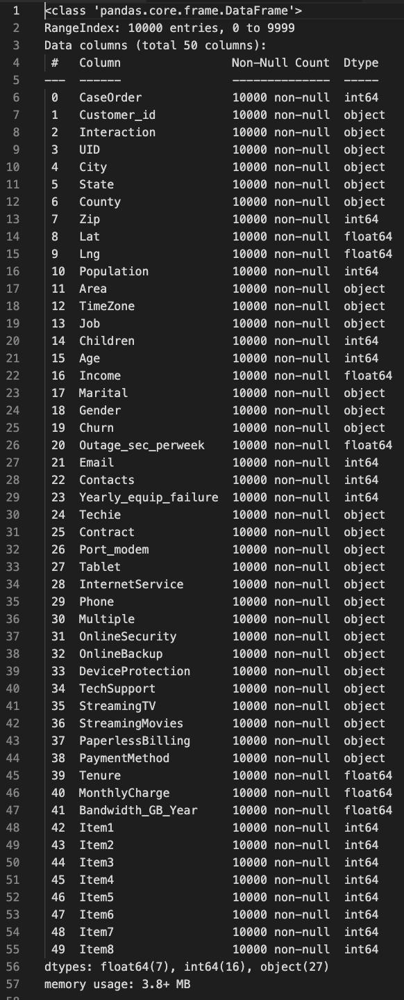 1 <class 'pandas.core.frame.DataFrame'>
2 RangeIndex: 10000 entries, 0 to 9999
3 Data columns (total 50 columns):
4  #   Column                Non-Null Count  Dtype
5 ---  ------                --------------  -----
6  0   CaseOrder             10000 non-null  int64
7  1   Customer_id           10000 non-null  object
8  2   Interaction           10000 non-null  object
9  3   UID                   10000 non-null  object
10  4   City                  10000 non-null  object
11  5   State                 10000 non-null  object
12  6   County                10000 non-null  object
13  7   Zip                   10000 non-null  int64
14  8   Lat                   10000 non-null  float64
15  9   Lng                   10000 non-null  float64
16  10  Population            10000 non-null  int64
17  11  Area                  10000 non-null  object
18  12  TimeZone              10000 non-null  object
19  13  Job                   10000 non-null  object
20  14  Children              10000 non-null  int64
21  15  Age                   10000 non-null  int64
22  16  Income                10000 non-null  float64
23  17  Marital               10000 non-null  object
24  18  Gender                10000 non-null  object
25  19  Churn                 10000 non-null  object
26  20  Outage_sec_perweek    10000 non-null  float64
27  21  Email                 10000 non-null  int64
28  22  Contacts              10000 non-null  int64
29  23  Yearly_equip_failure  10000 non-null  int64
30  24  Techie                10000 non-null  object
31  25  Contract              10000 non-null  object
32  26  Port_modem            10000 non-null  object
33  27  Tablet                10000 non-null  object
34  28  InternetService       10000 non-null  object
35  29  Phone                 10000 non-null  object
36  30  Multiple              10000 non-null  object
37  31  OnlineSecurity        10000 non-null  object
38  32  OnlineBackup          10000 non-null  object
39  33  DeviceProtection      10000 non-null  object
40  34  TechSupport           10000 non-null  object
41  35  StreamingTV           10000 non-null  object
42  36  StreamingMovies       10000 non-null  object
43  37  PaperlessBilling      10000 non-null  object
44  38  PaymentMethod         10000 non-null  object
45  39  Tenure                10000 non-null  float64
46  40  MonthlyCharge         10000 non-null  float64
47  41  Bandwidth_GB_Year     10000 non-null  float64
48  42  Item1                 10000 non-null  int64
49  43  Item2                 10000 non-null  int64
50  44  Item3                 10000 non-null  int64
51  45  Item4                 10000 non-null  int64
52  46  Item5                 10000 non-null  int64
53  47  Item6                 10000 non-null  int64
54  48  Item7                 10000 non-null  int64
55  49  Item8                 10000 non-null  int64
56 dtypes: float64(7), int64(16), object(27)
57 memory usage: 3.8+ MB